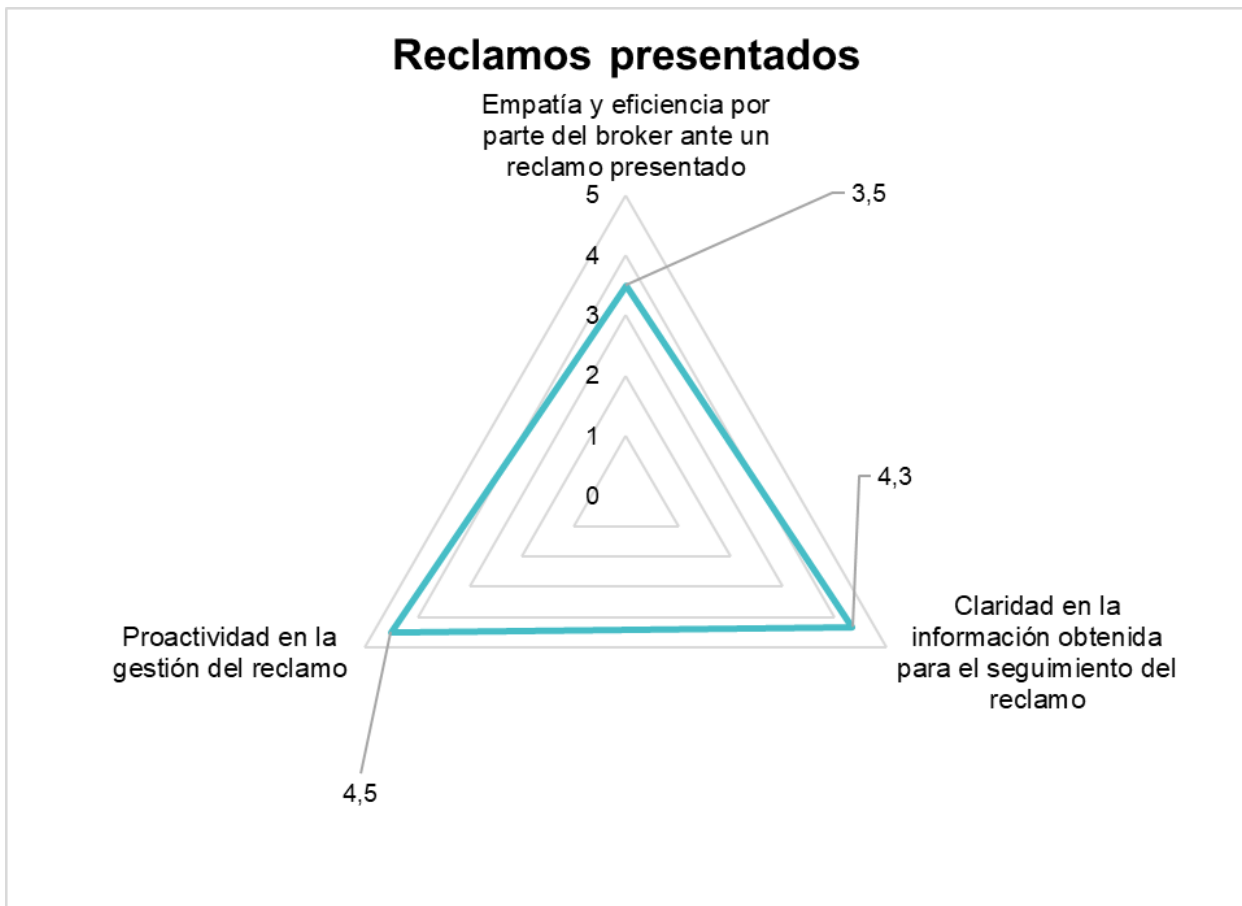 Reclamos presentados
Empatía y eficiencia por
parte del broker ante un
reclamo presentado
5
3,5
4
3
2
1
4,3
0
Claridad en la
información obtenida
para el seguimiento del
reclamo
Proactividad en la
gestión del reclamo
4,5